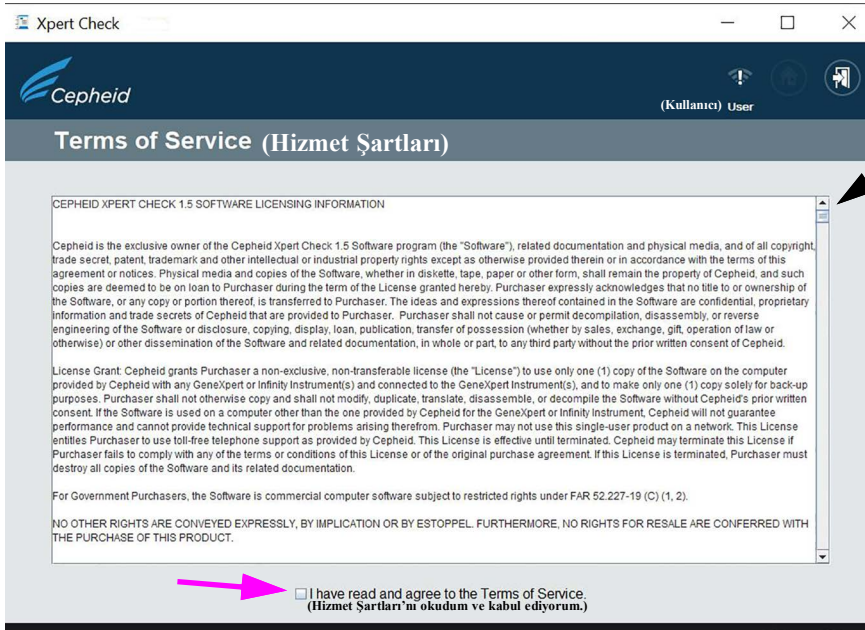 Xpert Check
Cepheid
(Kullanıcı) User
Terms of Service (Hizmet Şartları)
CEPHEID XPERT CHECK 1.5 SOFTWARE LICENSING INFORMATION
Cepheid is the exclusive owner of the Cepheid Xpert Check 1.5 Software program (the "Software"), related documentation and physical media, and of all copyright,
trade secret, patent, trademark and other intellectual or industrial property rights except as otherwise provided therein or in accordance with the terms of this
agreement or notices. Physical media and copies of the Software, whether in diskette, tape, paper or other form, shall remain the property of Cepheid, and such
copies are deemed to be on loan to Purchaser during the term of the License granted hereby. Purchaser expressly acknowledges that no title to or ownership of
the Software, or any copy or portion thereof, is transferred to Purchaser. The ideas and expressions thereof contained in the Software are confidential, proprietary
information and trade secrets of Cepheid that are provided to Purchaser. Purchaser shall not cause or permit decompilation, disassembly, or reverse
engineering of the Software or disclosure, copying, display, loan, publication, transfer of possession (whether by sales, exchange, gift, operation of law or
otherwise) or other dissemination of the Software and related documentation, in whole or part, to any third party without the prior written consent of Cepheid.
License Grant: Cepheid grants Purchaser a non-exclusive, non-transferable license (the "License") to use only one (1) copy of the Software on the computer
provided by Cepheid with any GeneXpert or Infinity Instrument(s) and connected to the GeneXpert Instrument(s), and to make only one (1) copy solely for back-up
purposes. Purchaser shall not otherwise copy and shall not modify, duplicate, translate, disassemble, or decompile the Software without Cepheid's prior written
consent. If the Software is used on a computer other than the one provided by Cepheid for the GeneXpert or Infinity Instrument, Cepheid will not guarantee
performance and cannot provide technical support for problems arising therefrom. Purchaser may not use this single-user product on a network. This License
entitles Purchaser to use toll-free telephone support as provided by Cepheid. This License is effective until terminated. Cepheid may terminate this License if
Purchaser fails to comply with any of the terms or conditions of this License or of the original purchase agreement. If this License is terminated, Purchaser must
destroy all copies of the Software and its related documentation.
For Government Purchasers, the Software is commercial computer software subject to restricted rights under FAR 52.227-19 (C) (1, 2).
NO OTHER RIGHTS ARE CONVEYED EXPRESSLY, BY IMPLICATION OR BY ESTOPPEL. FURTHERMORE, NO RIGHTS FOR RESALE ARE CONFERRED WITH
THE PURCHASE OF THIS PRODUCT.
I have read and agree to the Terms of Service.
(Hizmet Şartları'nı okudum ve kabul ediyorum.)